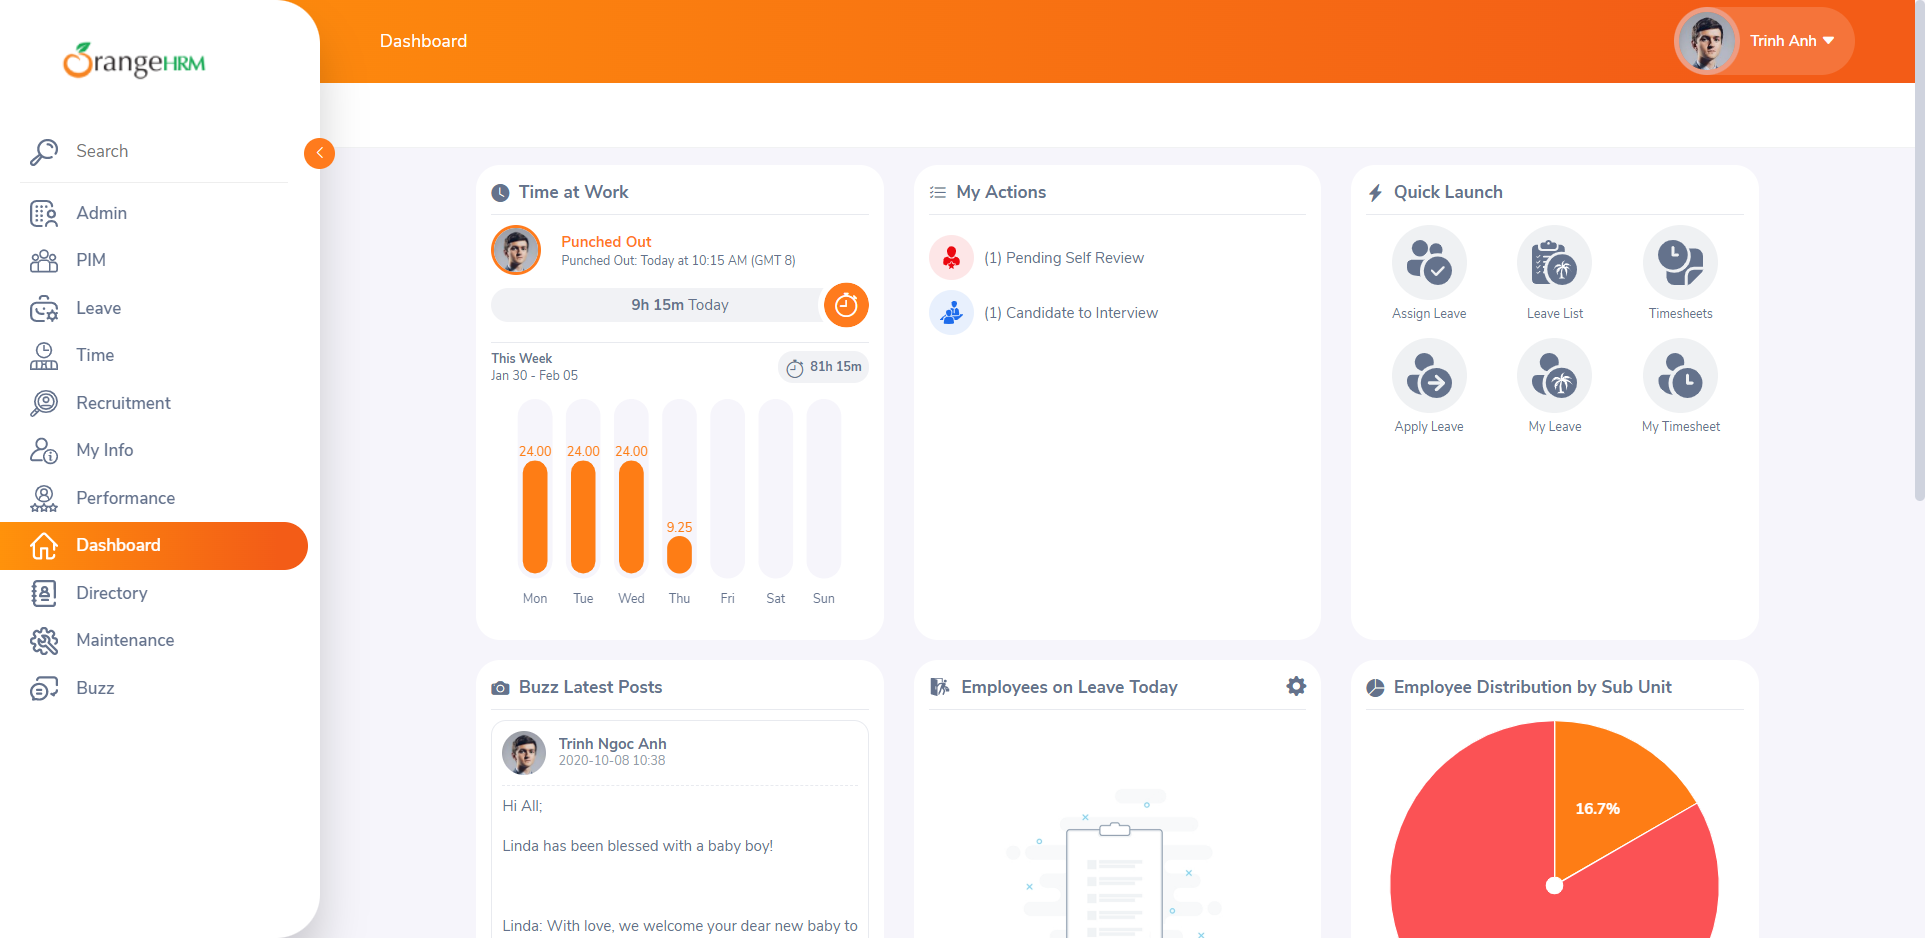 OrangeHRM
Search
Admin
PIM
Leave
Time
Recruitment
My Info
Performance
Dashboard
Directory
Maintenance
Buzz
Dashboard
Trinh Anh
Time at Work
Punched Out
Punched Out: Today at 10:15 AM (GMT 8)
9h 15m Today
This Week
Jan 30 - Feb 05
81h 15m
24.00 24.00 24.00
9.25
Mon Tue Wed Thu Fri Sat Sun
My Actions
(1) Pending Self Review
(1) Candidate to Interview
Quick Launch
Assign Leave Leave List Timesheets
Apply Leave My Leave My Timesheet
Buzz Latest Posts
Trinh Ngoc Anh
2020-10-08 10:38
Hi All;
Linda has been blessed with a baby boy!
Linda: With love, we welcome your dear new baby to
Employees on Leave Today
Employee Distribution by Sub Unit
16.7%